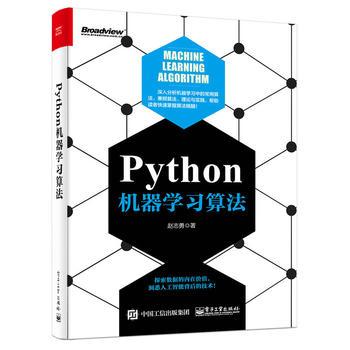 Broadview®
MACHINE
LEARNING
ALGORITHM
深入分析机器学习中的常用算
法，兼顾算法、理论与实践，帮助
读者快速掌握算法精髓！
Python
机器学习算法
赵志勇◎著
探索数据的内在价值，
洞悉人工智能背后的技术！
中国工信出版集团
电子工业出版社
Python机器学习算法